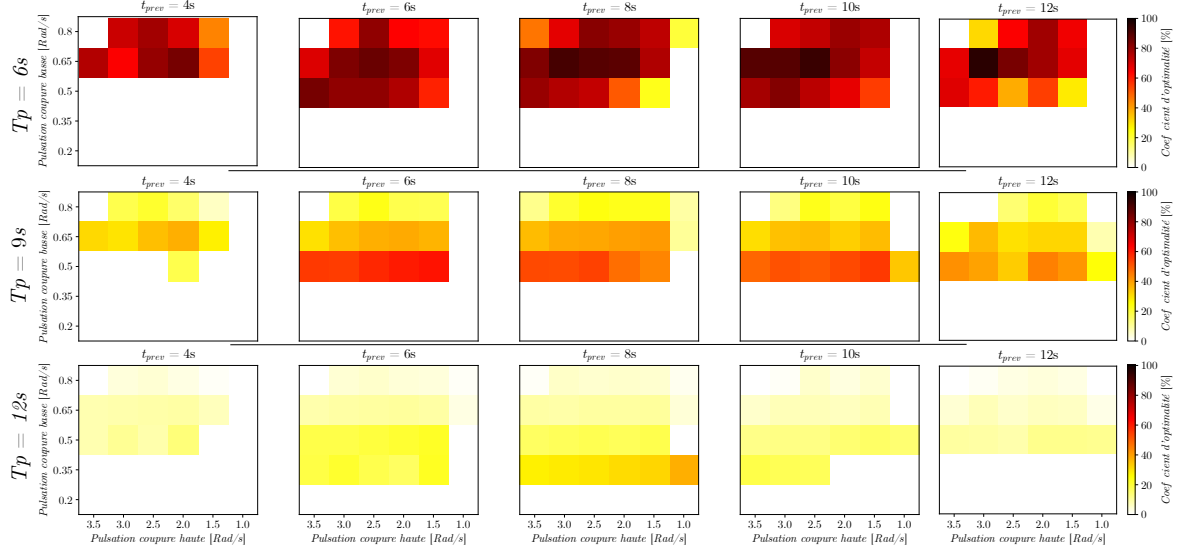 t_prev = 4s
t_prev = 6s
t_prev = 8s
t_prev = 10s
t_prev = 12s
Tp = 6s
Pulsation coupure basse [Rad/s]
0.8
0.65
0.5
0.35
0.2
100
80
60
40
20
0
Coef cient d'optimalité [%]
t_prev = 4s
t_prev = 6s
t_prev = 8s
t_prev = 10s
t_prev = 12s
Tp = 9s
Pulsation coupure basse [Rad/s]
0.8
0.65
0.5
0.35
0.2
100
80
60
40
20
0
Coef cient d'optimalité [%]
t_prev = 4s
t_prev = 6s
t_prev = 8s
t_prev = 10s
t_prev = 12s
Tp = 12s
Pulsation coupure basse [Rad/s]
0.8
0.65
0.5
0.35
0.2
100
80
60
40
20
0
Coef cient d'optimalité [%]
3.5 3.0 2.5 2.0 1.5 1.0
3.5 3.0 2.5 2.0 1.5 1.0
3.5 3.0 2.5 2.0 1.5 1.0
3.5 3.0 2.5 2.0 1.5 1.0
3.5 3.0 2.5 2.0 1.5 1.0
Pulsation coupure haute [Rad/s]
Pulsation coupure haute [Rad/s]
Pulsation coupure haute [Rad/s]
Pulsation coupure haute [Rad/s]
Pulsation coupure haute [Rad/s]